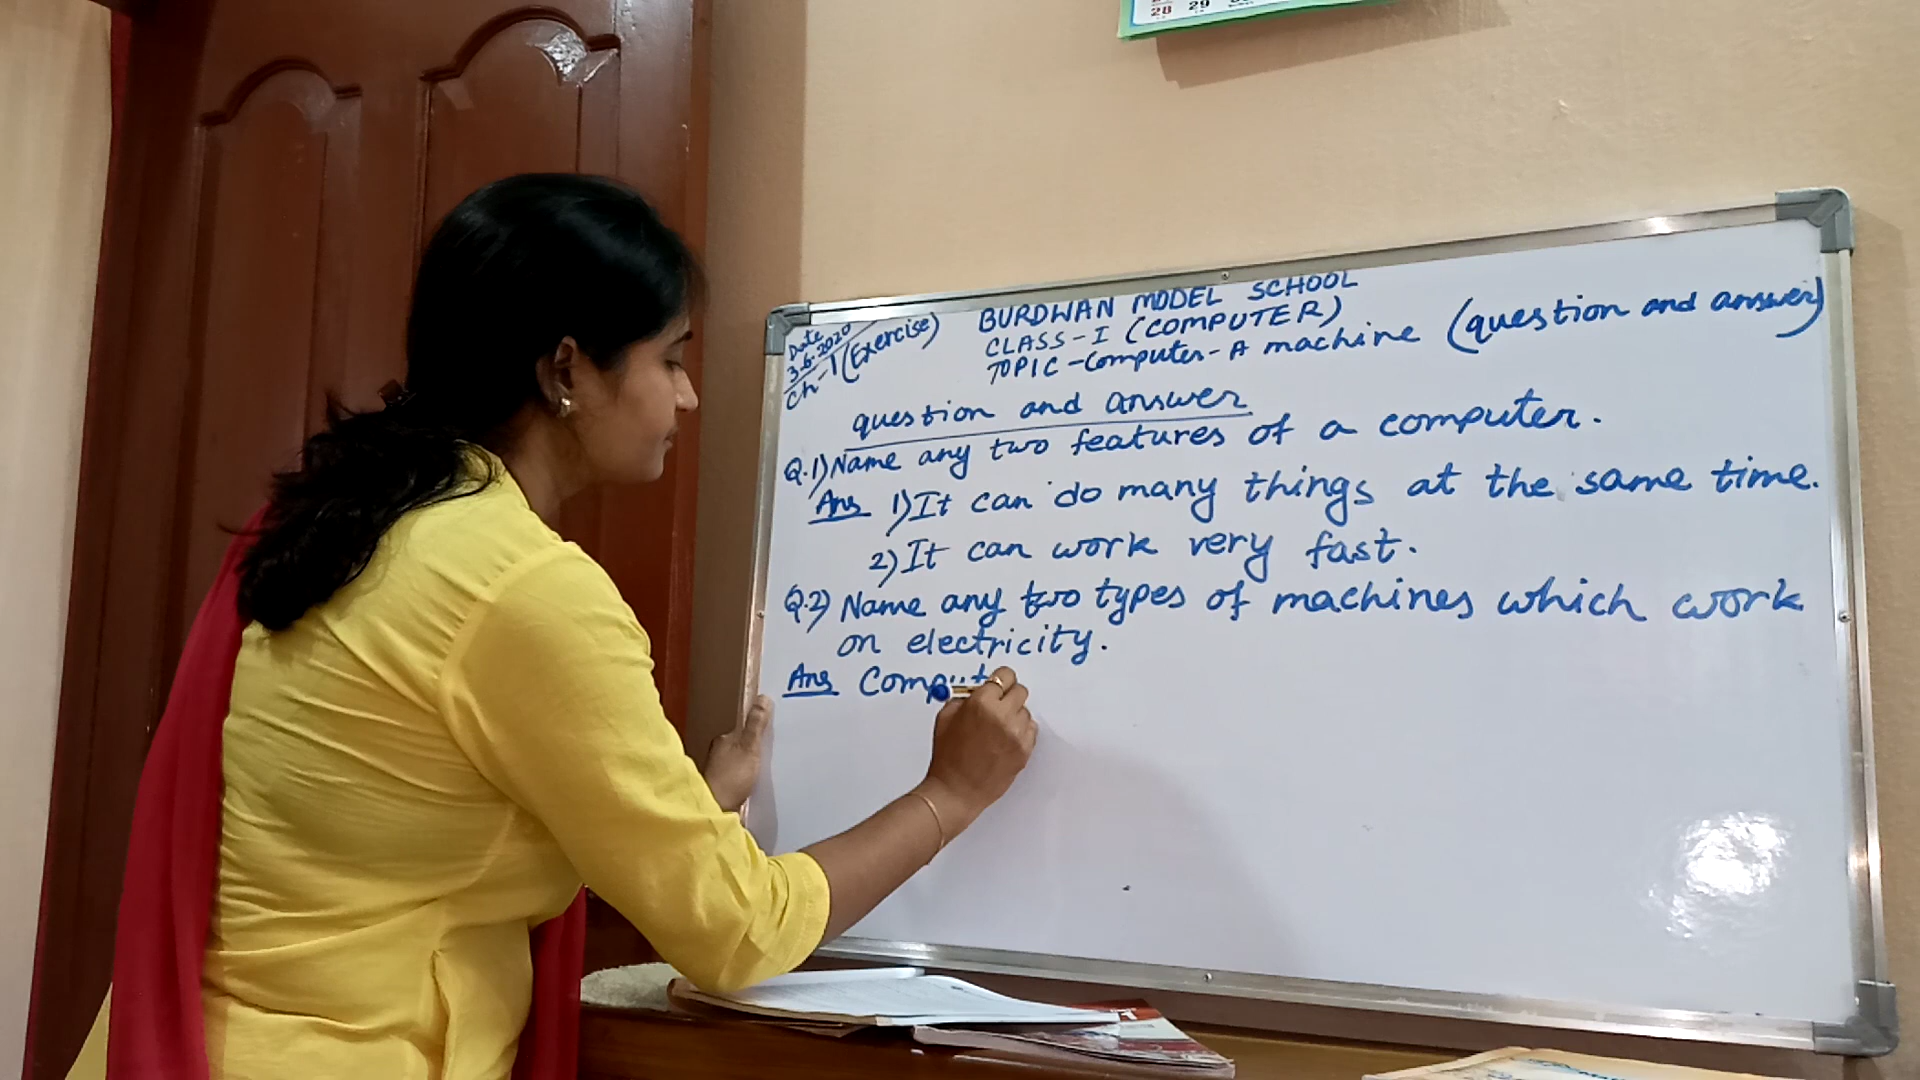 28 29
Date
3.6.2020
Ch-1 (Exercise)
BURDWAN MODEL SCHOOL
CLASS-I (COMPUTER)
TOPIC-Computer-A machine (question and answer)
question and answer
Q.1) Name any two features of a computer.
Ans 1) It can do many things at the same time.
2) It can work very fast.
Q.2) Name any two types of machines which work
on electricity.
Ans Comput